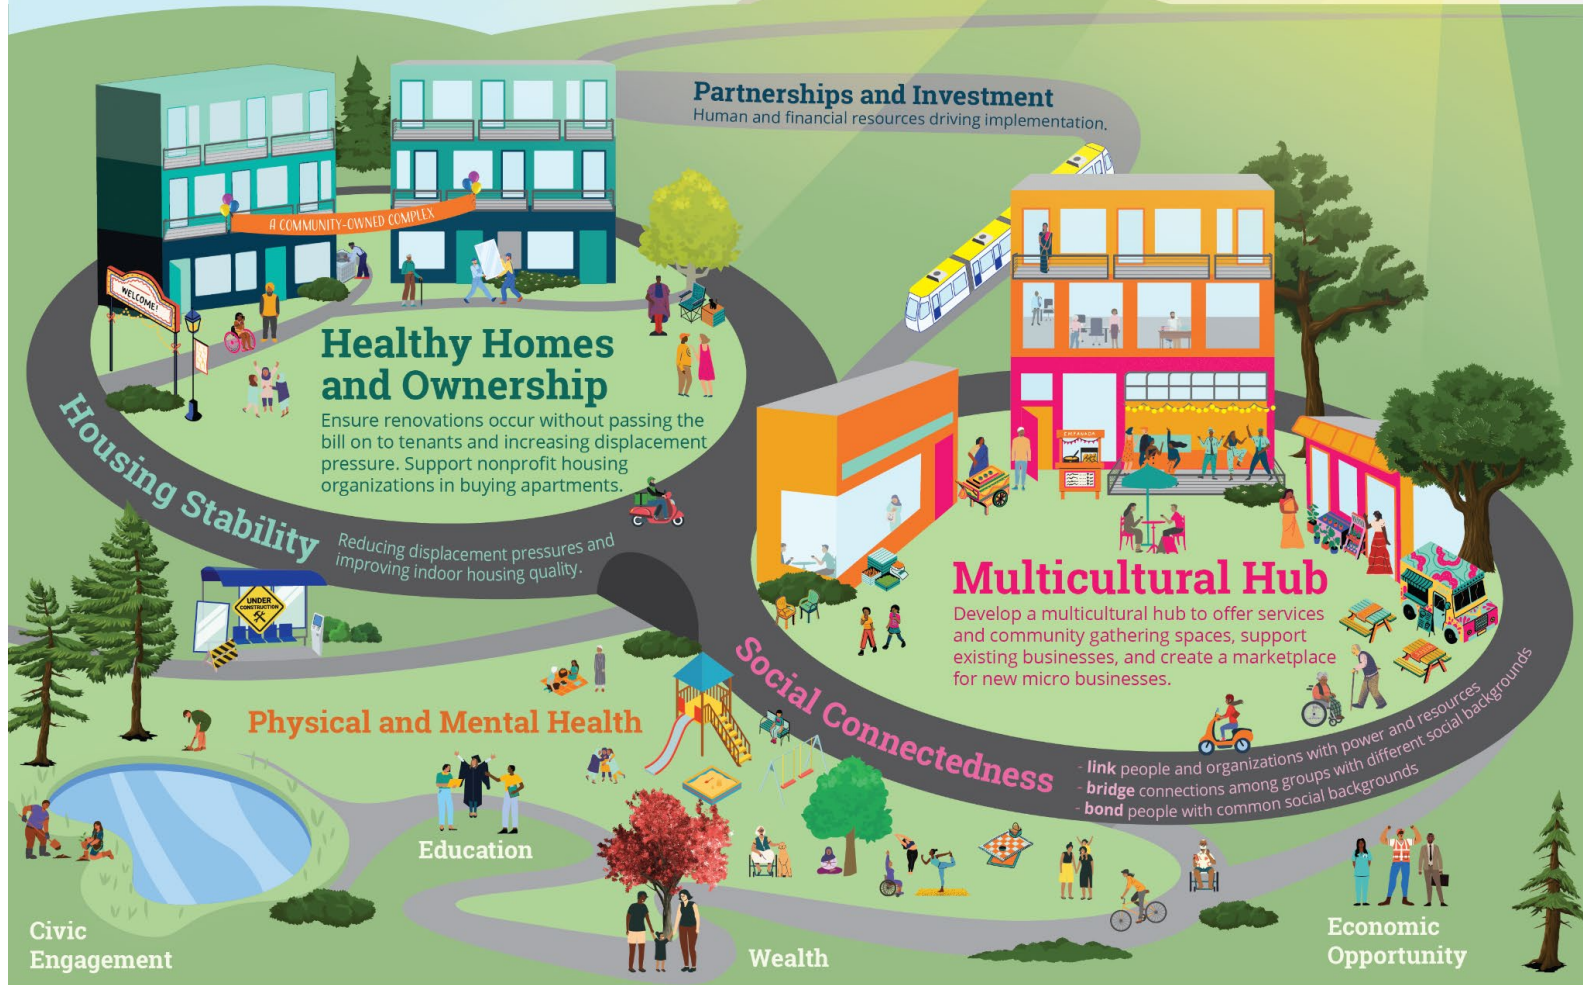 Partnerships and Investment
Human and financial resources driving implementation.
A COMMUNITY-OWNED COMPLEX
WELCOME!
Healthy Homes
and Ownership
Ensure renovations occur without passing the
bill on to tenants and increasing displacement
pressure. Support nonprofit housing
organizations in buying apartments.
Housing Stability
Reducing displacement pressures and
improving indoor housing quality.
UNDER
CONSTRUCTION
EMPANADA
Multicultural Hub
Develop a multicultural hub to offer services
and community gathering spaces, support
existing businesses, and create a marketplace
for new micro businesses.
Social Connectedness
- link people and organizations with power and resources
- bridge connections among groups with different social backgrounds
- bond people with common social backgrounds
Physical and Mental Health
Education
Civic
Engagement
Wealth
Economic
Opportunity